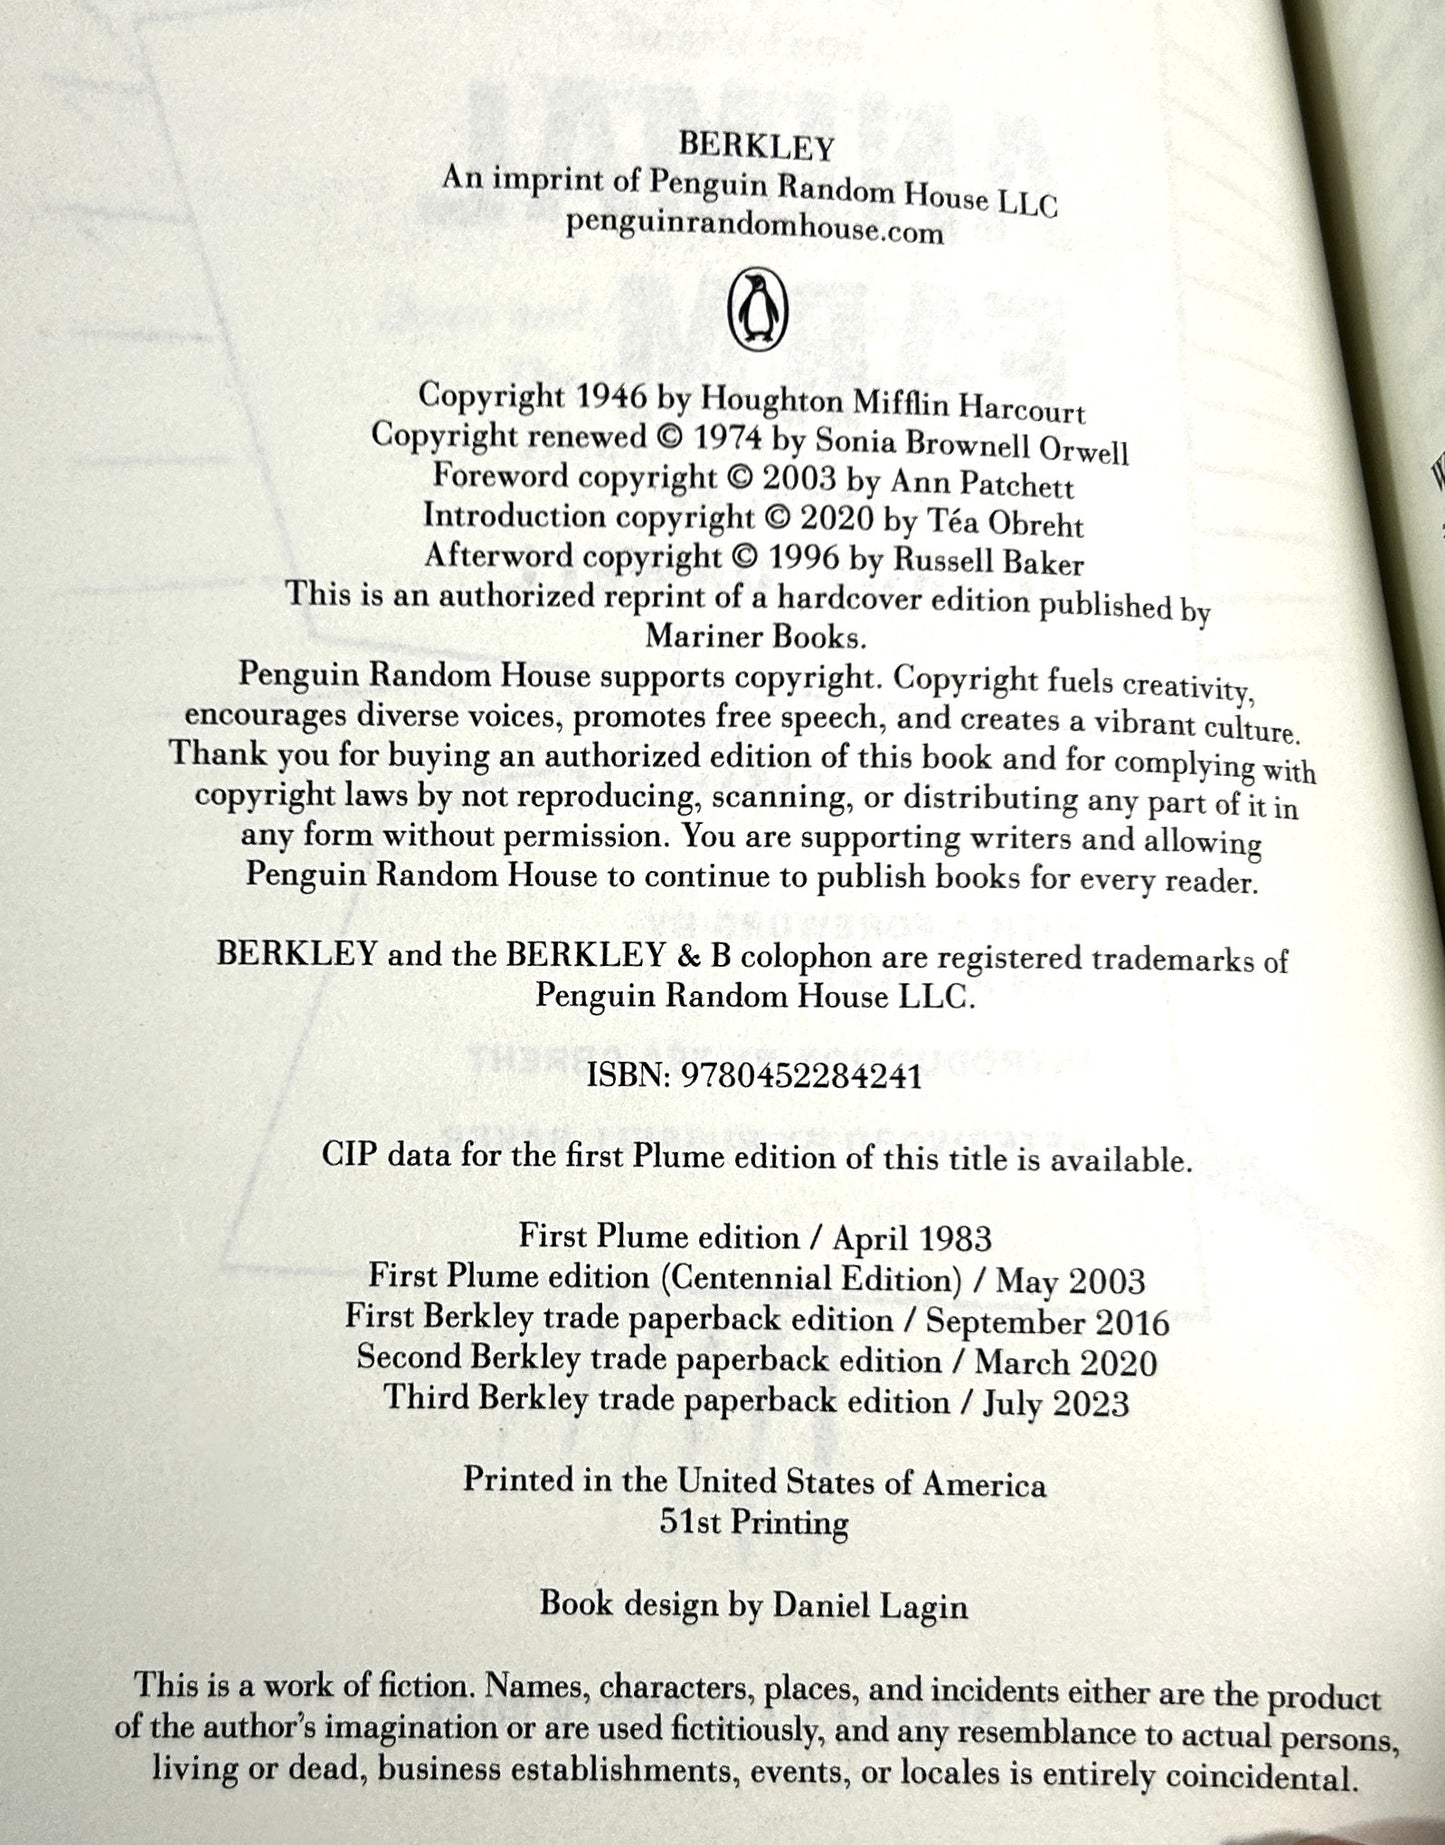 BERKLEY
An imprint of Penguin Random House LLC
penguinrandomhouse.com
Copyright 1946 by Houghton Mifflin Harcourt
Copyright renewed © 1974 by Sonia Brownell Orwell
Foreword copyright © 2003 by Ann Patchett
Introduction copyright © 2020 by Téa Obreht
Afterword copyright © 1996 by Russell Baker
This is an authorized reprint of a hardcover edition published by
Mariner Books.
Penguin Random House supports copyright. Copyright fuels creativity,
encourages diverse voices, promotes free speech, and creates a vibrant culture.
Thank you for buying an authorized edition of this book and for complying with
copyright laws by not reproducing, scanning, or distributing any part of it in
any form without permission. You are supporting writers and allowing
Penguin Random House to continue to publish books for every reader.
BERKLEY and the BERKLEY & B colophon are registered trademarks of
Penguin Random House LLC.
ISBN: 9780452284241
CIP data for the first Plume edition of this title is available.
First Plume edition / April 1983
First Plume edition (Centennial Edition) / May 2003
First Berkley trade paperback edition / September 2016
Second Berkley trade paperback edition / March 2020
Third Berkley trade paperback edition / July 2023
Printed in the United States of America
51st Printing
Book design by Daniel Lagin
This is a work of fiction. Names, characters, places, and incidents either are the product
of the author's imagination or are used fictitiously, and any resemblance to actual persons,
living or dead, business establishments, events, or locales is entirely coincidental.